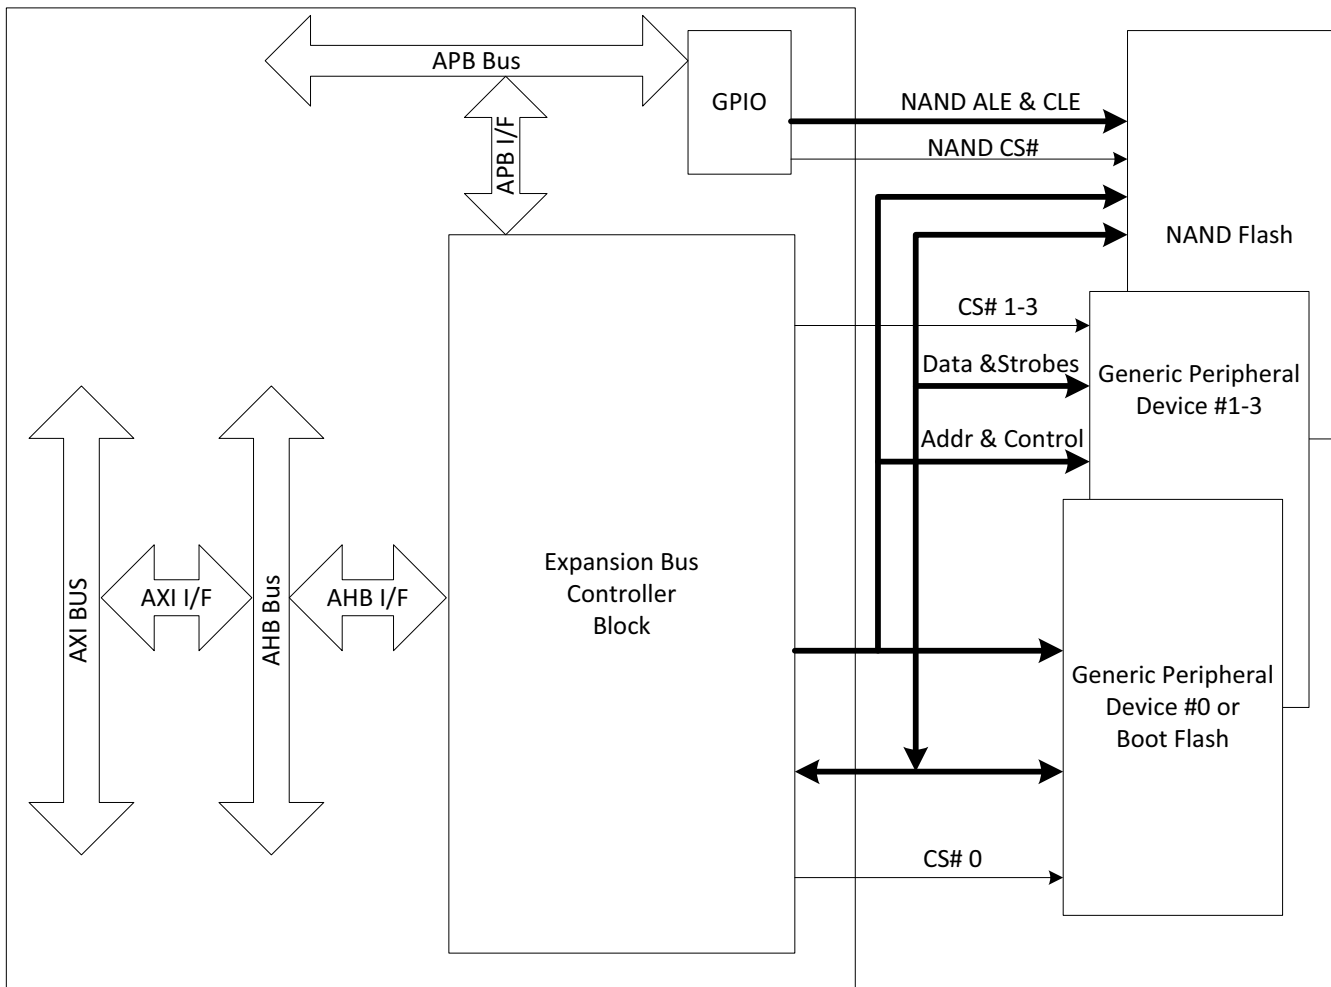 APB Bus
GPIO
NAND ALE & CLE
NAND CS#
APB I/F
NAND Flash
CS# 1-3
Data &Strobes
Generic Peripheral
Device #1-3
Addr & Control
Expansion Bus
Controller
Block
AXI BUS
AXI I/F
AHB Bus
AHB I/F
Generic Peripheral
Device #0 or
Boot Flash
CS# 0